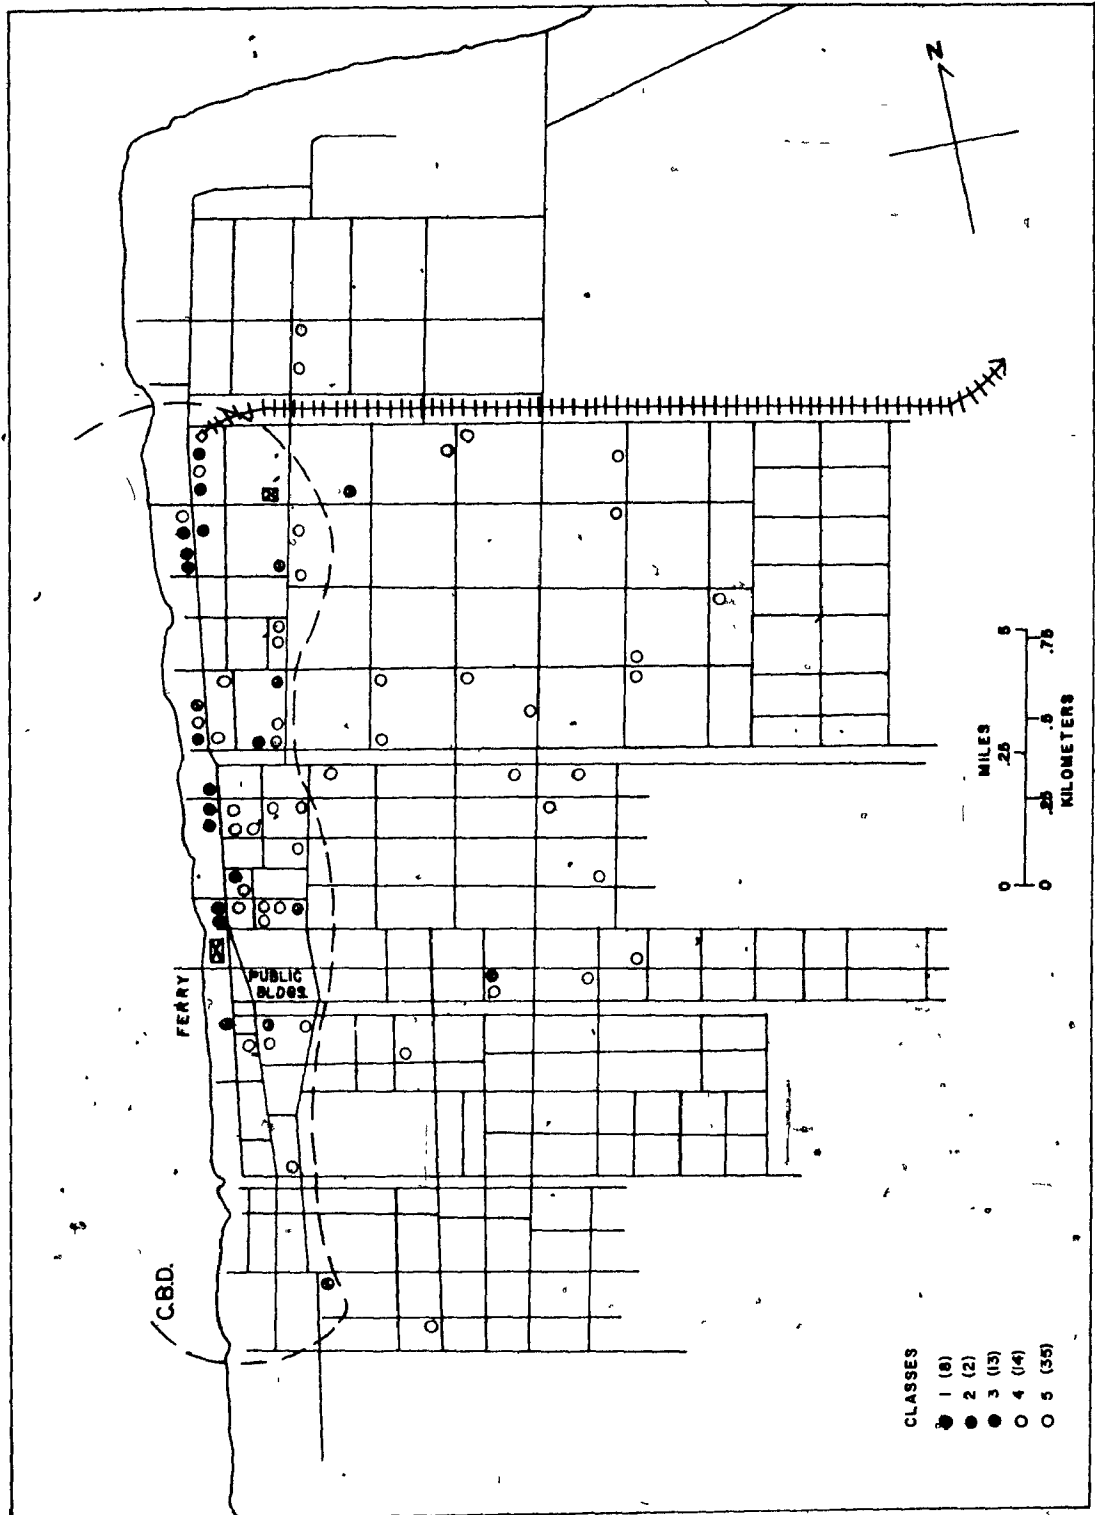 N
FERRY
PUBLIC
BLDGS.
C.B.D.
MILES
0 .25 .5
0 .25 .5 .75
KILOMETERS
CLASSES
1 (8)
2 (2)
3 (13)
4 (14)
5 (35)